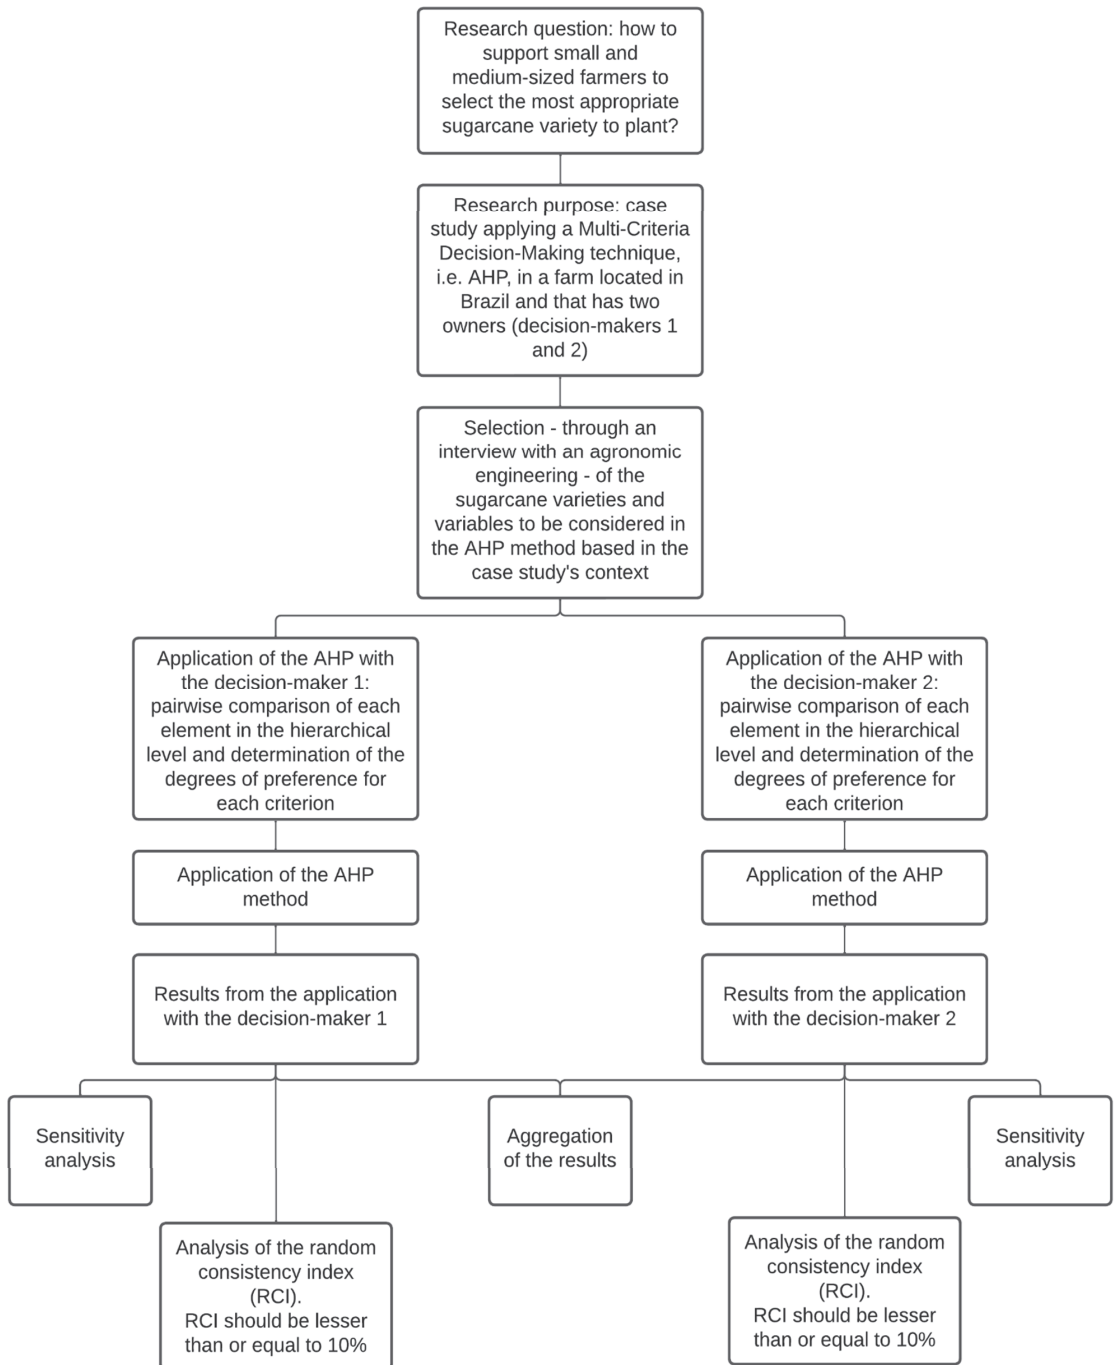 Research question: how to
support small and
medium-sized farmers to
select the most appropriate
sugarcane variety to plant?
Research purpose: case
study applying a Multi-Criteria
Decision-Making technique,
i.e. AHP, in a farm located in
Brazil and that has two
owners (decision-makers 1
and 2)
Selection - through an
interview with an agronomic
engineering - of the
sugarcane varieties and
variables to be considered in
the AHP method based in the
case study's context
Application of the AHP with
the decision-maker 1:
pairwise comparison of each
element in the hierarchical
level and determination of the
degrees of preference for
each criterion
Application of the AHP with
the decision-maker 2:
pairwise comparison of each
element in the hierarchical
level and determination of the
degrees of preference for
each criterion
Application of the AHP
method
Application of the AHP
method
Results from the application
with the decision-maker 1
Results from the application
with the decision-maker 2
Sensitivity
analysis
Aggregation
of the results
Sensitivity
analysis
Analysis of the random
consistency index
(RCI).
RCI should be lesser
than or equal to 10%
Analysis of the random
consistency index
(RCI).
RCI should be lesser
than or equal to 10%